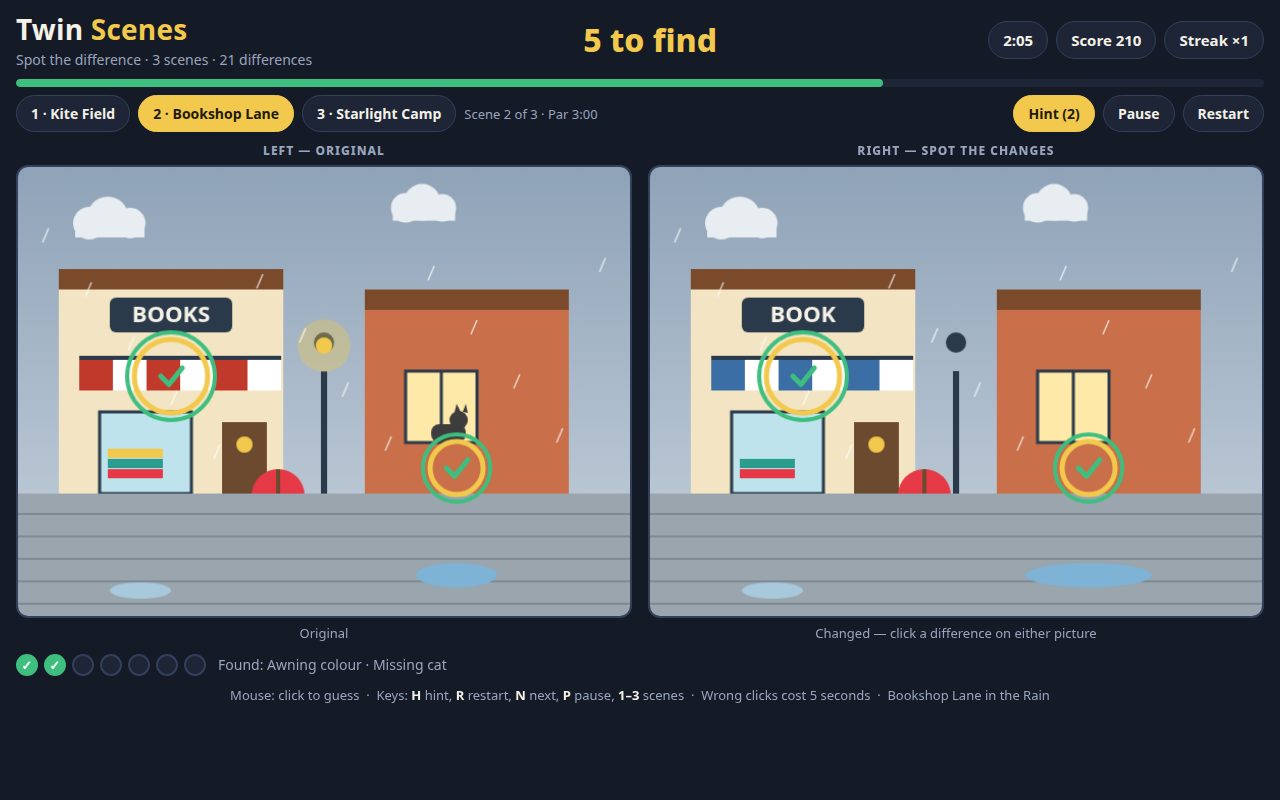 Twin Scenes
Spot the difference · 3 scenes · 21 differences
5 to find
2:05
Score 210
Streak ×1
1 · Kite Field
2 · Bookshop Lane
3 · Starlight Camp
Scene 2 of 3 · Par 3:00
Hint (2)
Pause
Restart
LEFT — ORIGINAL
RIGHT — SPOT THE CHANGES
BOOKS
BOOK
Original
Changed — click a difference on either picture
Found: Awning colour · Missing cat
Mouse: click to guess · Keys: H hint, R restart, N next, P pause, 1–3 scenes · Wrong clicks cost 5 seconds · Bookshop Lane in the Rain